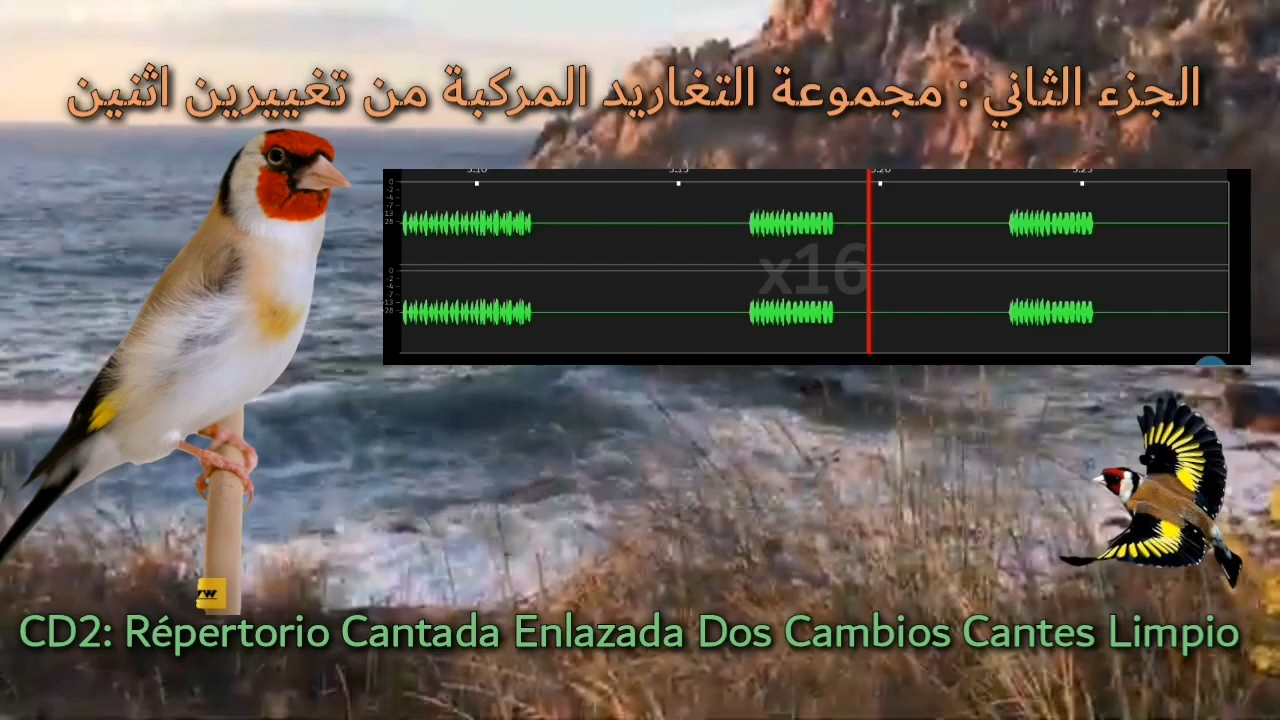 الجزء الثاني : مجموعة التغاريد المركبة من تغييرين اثنين
x16
CD2: Répertorio Cantada Enlazada Dos Cambios Cantes Limpio